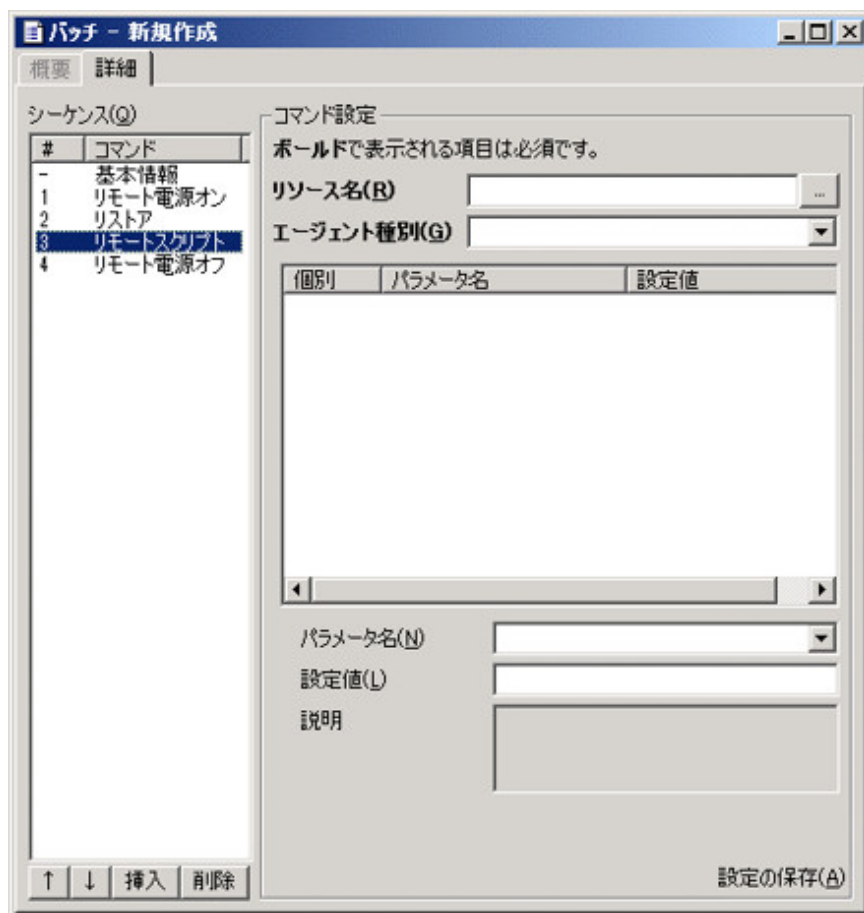 バッチ - 新規作成
概要 詳細
シーケンス(Q)
# コマンド
- 基本情報
1 リモート電源オン
2 リストア
3 リモートスクリプト
4 リモート電源オフ
↑ ↓ 挿入 削除
コマンド設定
ボールドで表示される項目は必須です。
リソース名(R) ...
エージェント種別(G)
個別 パラメータ名 設定値
パラメータ名(N)
設定値(L)
説明
設定の保存(A)